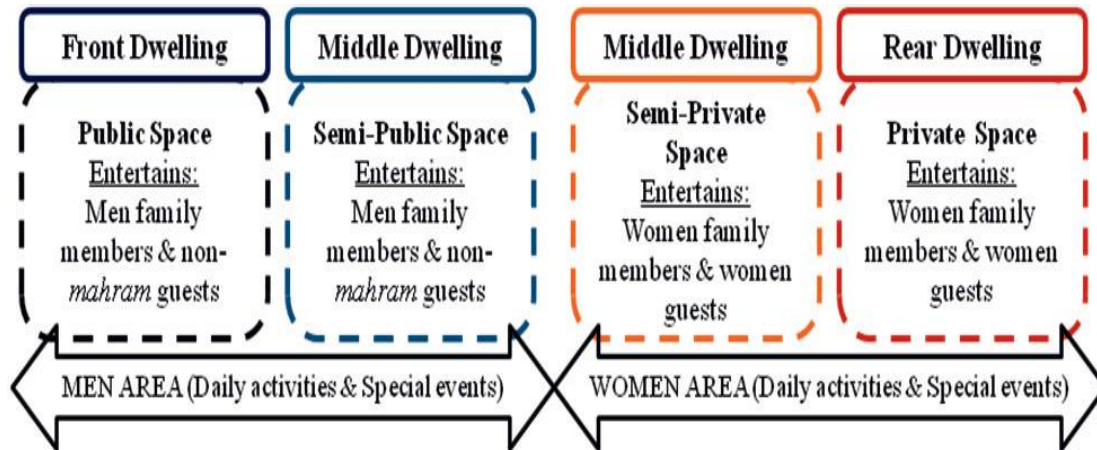 Front Dwelling
Public Space
Entertains:
Men family
members & non-
mahram guests
Middle Dwelling
Semi-Public Space
Entertains:
Men family
members & non-
mahram guests
Middle Dwelling
Semi-Private
Space
Entertains:
Women family
members & women
guests
Rear Dwelling
Private Space
Entertains:
Women family
members & women
guests
MEN AREA (Daily activities & Special events)
WOMEN AREA (Daily activities & Special events)